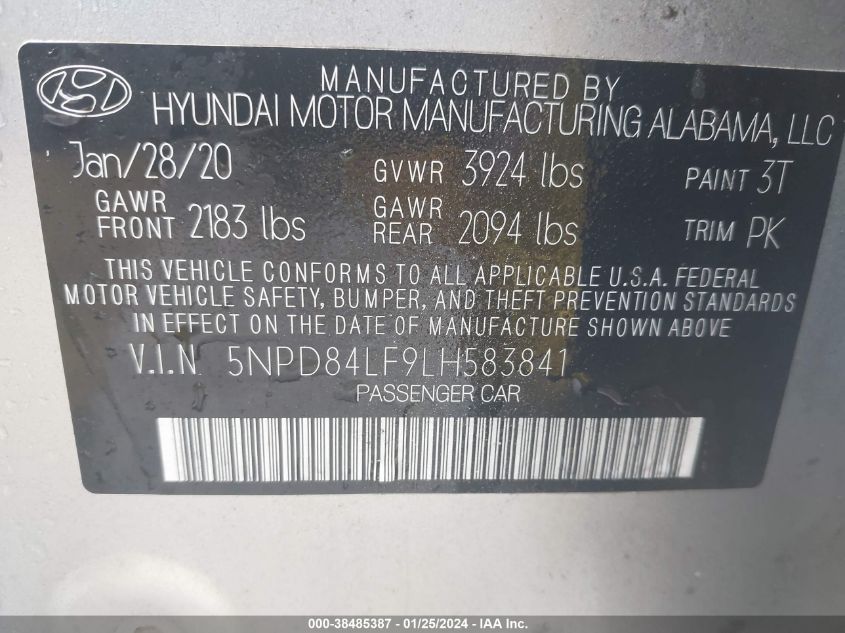 MANUFACTURED BY
HYUNDAI MOTOR MANUFACTURING ALABAMA, LLC
Jan/28/20 GVWR 3924 lbs PAINT 3T
GAWR FRONT 2183 lbs GAWR REAR 2094 lbs TRIM PK
THIS VEHICLE CONFORMS TO ALL APPLICABLE U.S.A. FEDERAL
MOTOR VEHICLE SAFETY, BUMPER, AND THEFT PREVENTION STANDARDS
IN EFFECT ON THE DATE OF MANUFACTURE SHOWN ABOVE
V.I.N 5NPD84LF9LH583841
PASSENGER CAR
000-38485387 - 01/25/2024 - IAA Inc.